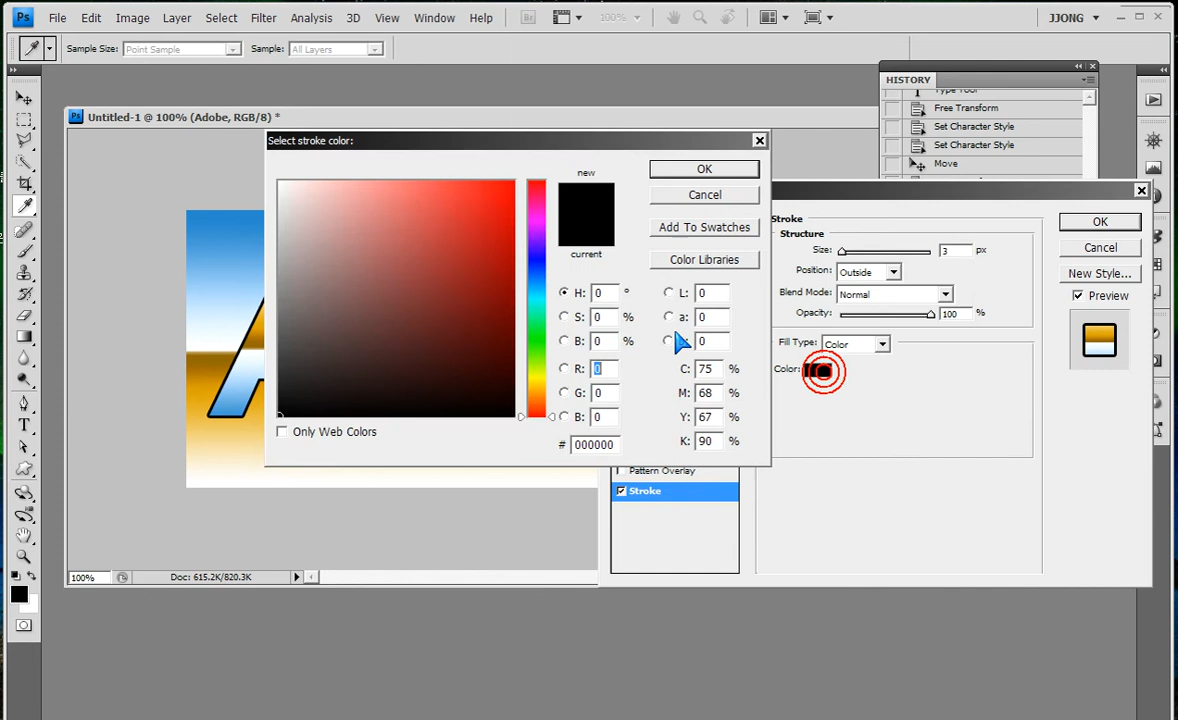 Ps File Edit Image Layer Select Filter Analysis 3D View Window Help Br 100% JJONG
Sample Size: Point Sample Sample: All Layers
HISTORY
Free Transform
Set Character Style
Set Character Style
Move
Ps Untitled-1 @ 100% (Adobe, RGB/8) *
Select stroke color:
new
current
OK
Cancel
Add To Swatches
Color Libraries
H: 0 ° L: 0
S: 0 % a: 0
B: 0 % 0
R: 0 C: 75 %
G: 0 M: 68 %
B: 0 Y: 67 %
# 000000 K: 90 %
Only Web Colors
Stroke
Structure
Size: 3 px
Position: Outside
Blend Mode: Normal
Opacity: 100 %
Fill Type: Color
Color:
OK
Cancel
New Style...
Preview
Pattern Overlay
Stroke
A
100% Doc: 615.2K/820.3K
T